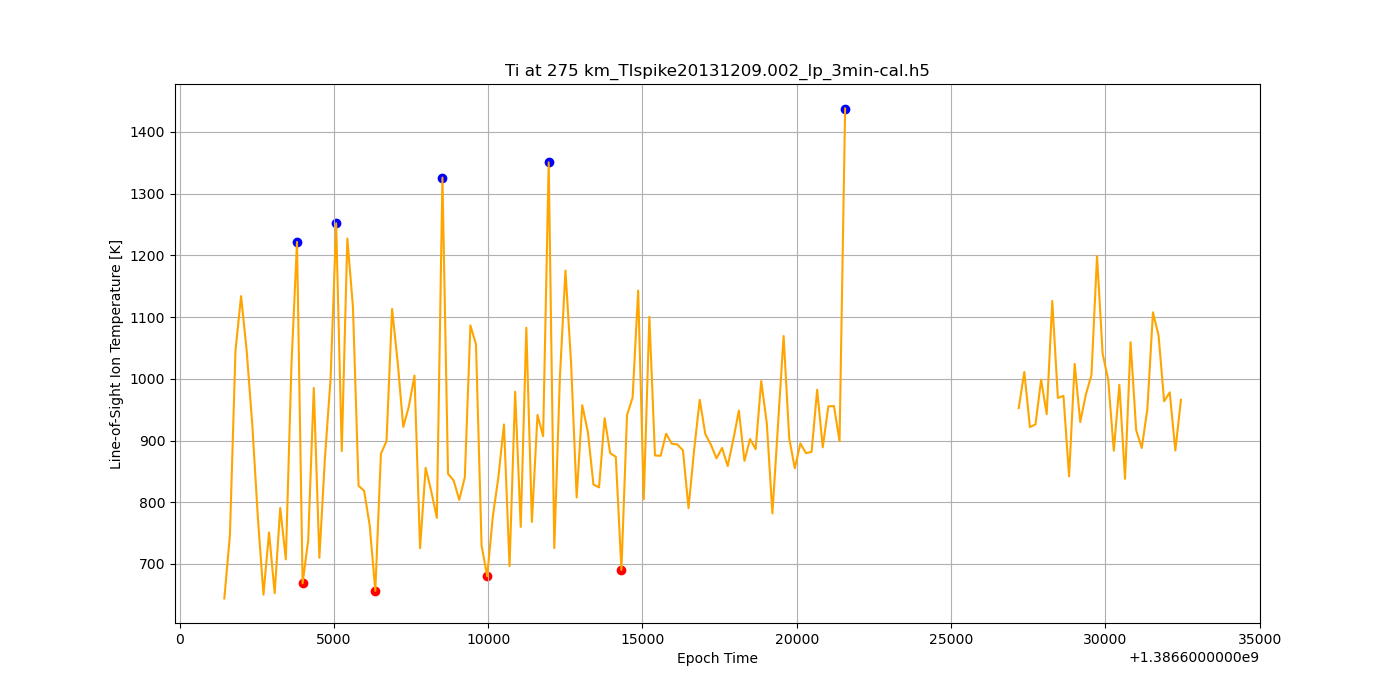 Ti at 275 km_TIspike20131209.002_lp_3min-cal.h5
Line-of-Sight Ion Temperature [K]
1400
1300
1200
1100
1000
900
800
700
0 5000 10000 15000 20000 25000 30000 35000
Epoch Time
+1.3866000000e9